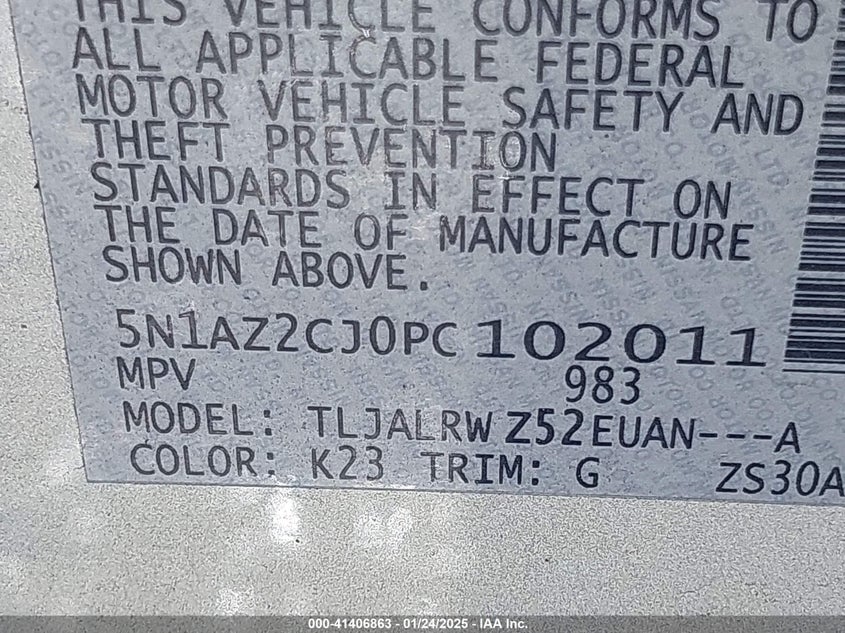 THIS VEHICLE CONFORMS TO
ALL APPLICABLE FEDERAL
MOTOR VEHICLE SAFETY AND
THEFT PREVENTION
STANDARDS IN EFFECT ON
THE DATE OF MANUFACTURE
SHOWN ABOVE.
5N1AZ2CJ0PC102011
MPV 983
MODEL: TLJALRW Z52EUAN---A
COLOR: K23 TRIM: G ZS30A
000-41406863 - 01/24/2025 - IAA Inc.